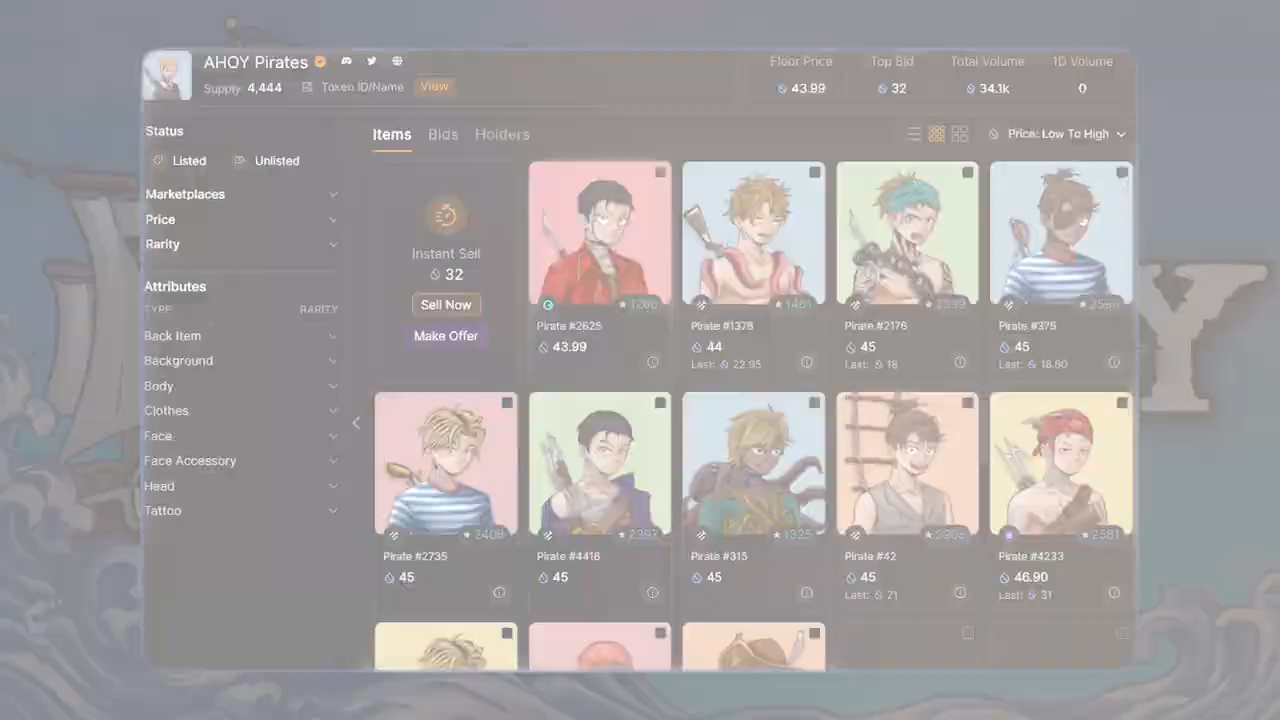 AHOY Pirates
Supply 4,444 Token ID/Name View
Floor Price Top Bid Total Volume 1D Volume
43.99 32 34.1k 0
Status
Listed Unlisted
Marketplaces
Price
Rarity
Attributes
TYPE RARITY
Back Item
Background
Body
Clothes
Face
Face Accessory
Head
Tattoo
Items Bids Holders
Price: Low To High
Instant Sell
32
Sell Now
Make Offer
Pirate #2625
43.99
Pirate #1378
44
Last: 22.95
Pirate #2176
45
Last: 18
Pirate #375
45
Last: 18.60
Pirate #2735
45
Pirate #4416
45
Pirate #315
45
Pirate #42
45
Last: 21
Pirate #4233
46.90
Last: 31
Y